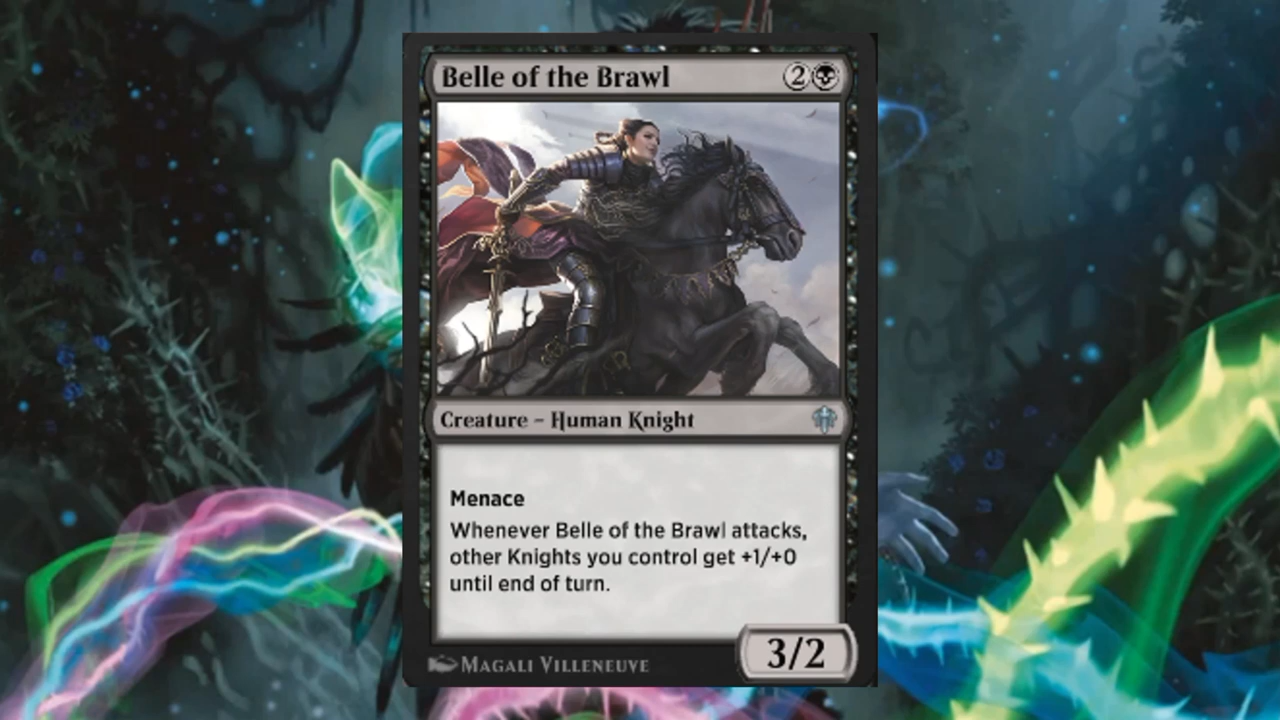 Belle of the Brawl 2
Creature – Human Knight
Menace
Whenever Belle of the Brawl attacks,
other Knights you control get +1/+0
until end of turn.
3/2
Magali Villeneuve